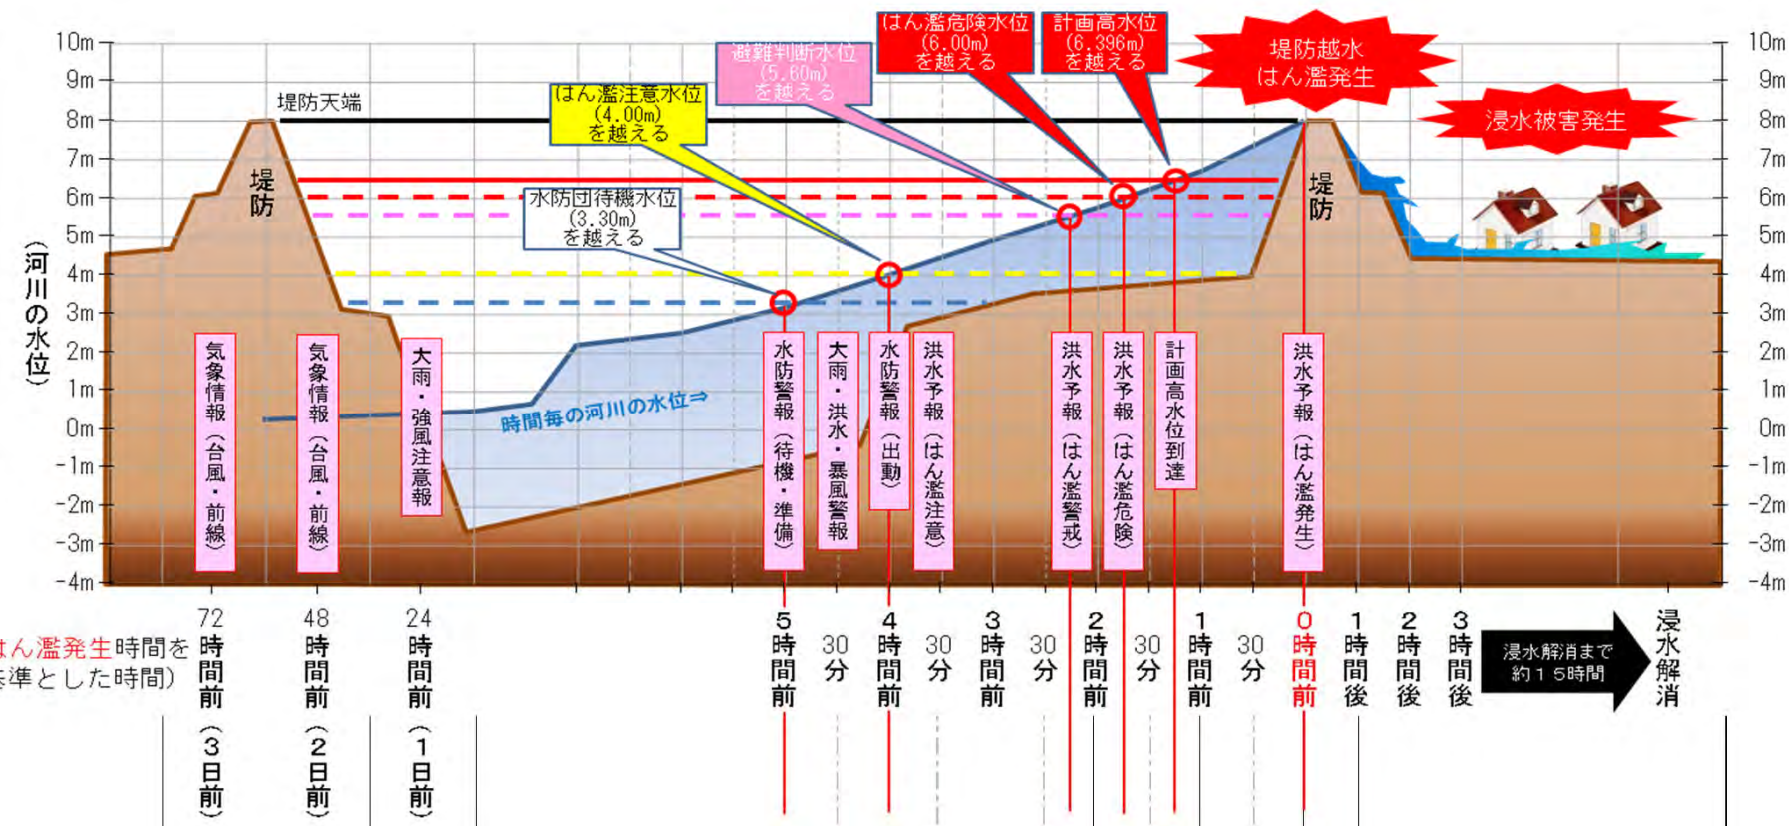 はん濫危険水位
(6.00m)
を越える
計画高水位
(6.396m)
を越える
堤防越水
はん濫発生
避難判断水位
(5.60m)
を越える
はん濫注意水位
(4.00m)
を越える
水防団待機水位
(3.30m)
を越える
浸水被害発生
堤防天端
堤防
堤防
河川の水位)
10m
9m
8m
7m
6m
5m
4m
3m
2m
1m
0m
-1m
-2m
-3m
-4m
10m
9m
8m
7m
6m
5m
4m
3m
2m
1m
0m
-1m
-2m
-3m
-4m
時間毎の河川の水位⇒
気象情報(台風・前線)
気象情報(台風・前線)
大雨・強風注意報
水防警報(待機・準備)
大雨・洪水・暴風警報
水防警報(出動)
洪水予報(はん濫注意)
洪水予報(はん濫警戒)
洪水予報(はん濫危険)
計画高水位到達
洪水予報(はん濫発生)
はん濫発生時間を
基準とした時間)
72時間前(3日前)
48時間前(2日前)
24時間前(1日前)
5時間前
30分
4時間前
30分
3時間前
30分
2時間前
30分
1時間前
30分
0時間前
1時間後
2時間後
3時間後
浸水解消まで
約15時間
浸水解消